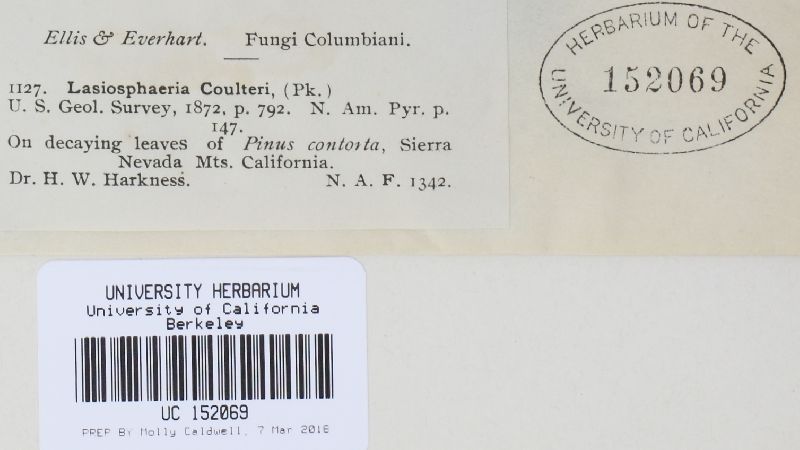 Ellis & Everhart. Fungi Columbiani.
1127. Lasiosphaeria Coulteri, (Pk.)
U. S. Geol. Survey, 1872, p. 792. N. Am. Pyr. p.
147.
On decaying leaves of Pinus contorta, Sierra
Nevada Mts. California.
Dr. H. W. Harkness. N. A. F. 1342.
HERBARIUM OF THE
152069
UNIVERSITY OF CALIFORNIA
UNIVERSITY HERBARIUM
University of California
Berkeley
UC 152069
PREP BY Molly Caldwell, 7 Mar 2016